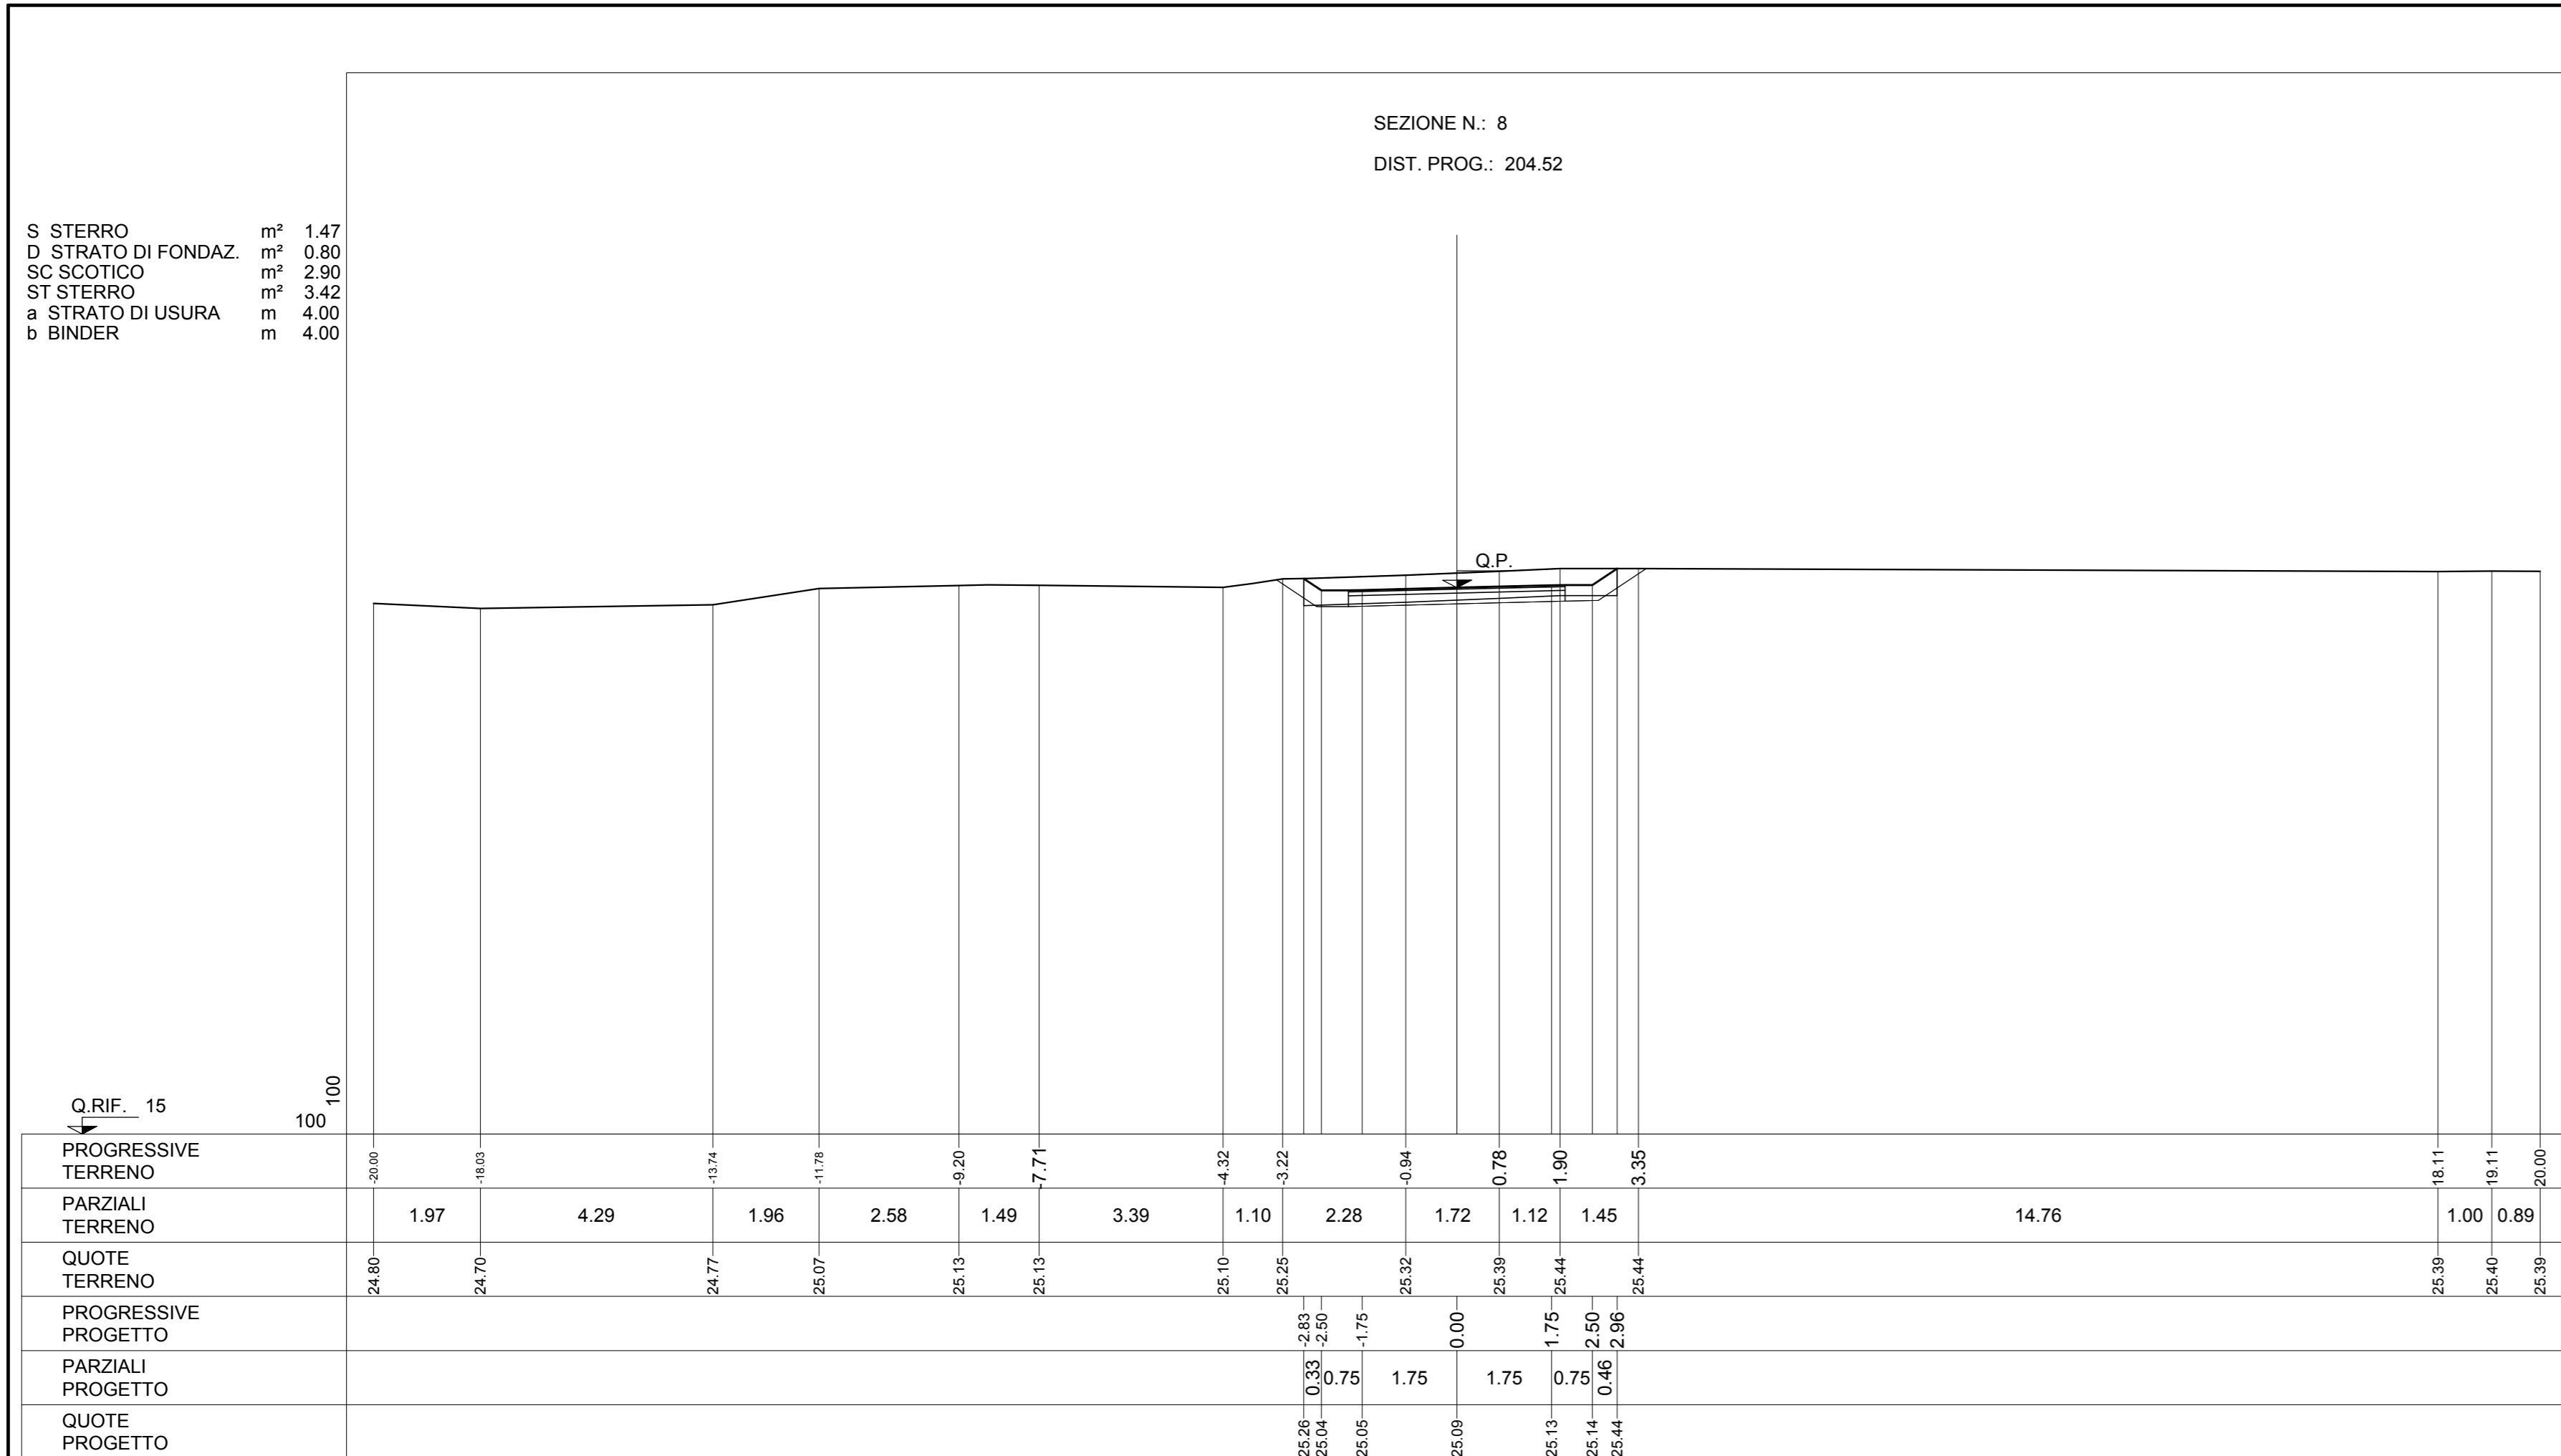 SEZIONE N.: 8
DIST. PROG.: 204.52
S STERRO m² 1.47
D STRATO DI FONDAZ. m² 0.80
SC SCOTICO m² 2.90
ST STERRO m² 3.42
a STRATO DI USURA m 4.00
b BINDER m 4.00
Q.P.
Q.RIF. 15
100
100
PROGRESSIVE
TERRENO
-20.00 -18.03 -13.74 -11.78 -9.20 -7.71 -4.32 -3.22 -0.94 0.78 1.90 3.35 18.11 19.11 20.00
PARZIALI
TERRENO
1.97 4.29 1.96 2.58 1.49 3.39 1.10 2.28 1.72 1.12 1.45 14.76 1.00 0.89
QUOTE
TERRENO
24.80 24.70 24.77 25.07 25.13 25.13 25.10 25.25 25.32 25.39 25.44 25.44 25.39 25.40 25.39
PROGRESSIVE
PROGETTO
-2.83 -2.50 -1.75 0.00 1.75 2.50 2.96
PARZIALI
PROGETTO
0.33 0.75 1.75 1.75 0.75 0.46
QUOTE
PROGETTO
25.26 25.04 25.05 25.09 25.13 25.14 25.44